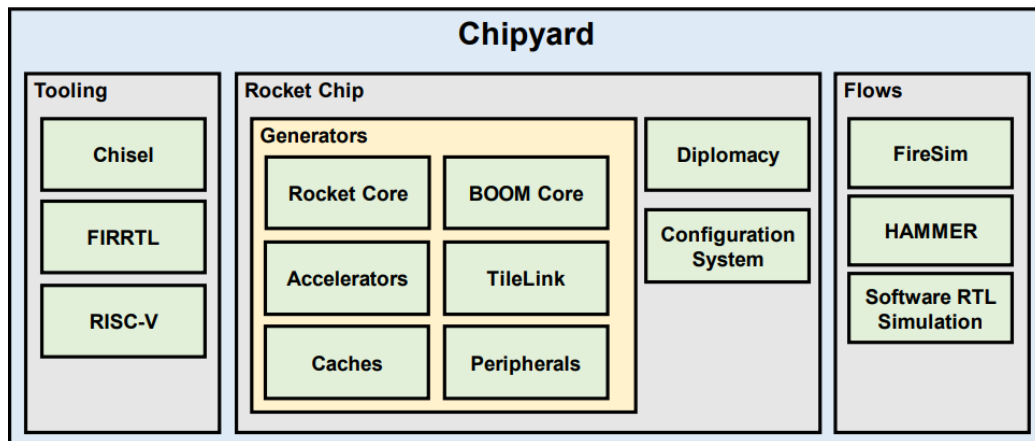 Chipyard
Tooling
Chisel
FIRRTL
RISC-V
Rocket Chip
Generators
Rocket Core
BOOM Core
Accelerators
TileLink
Caches
Peripherals
Diplomacy
Configuration
System
Flows
FireSim
HAMMER
Software RTL
Simulation